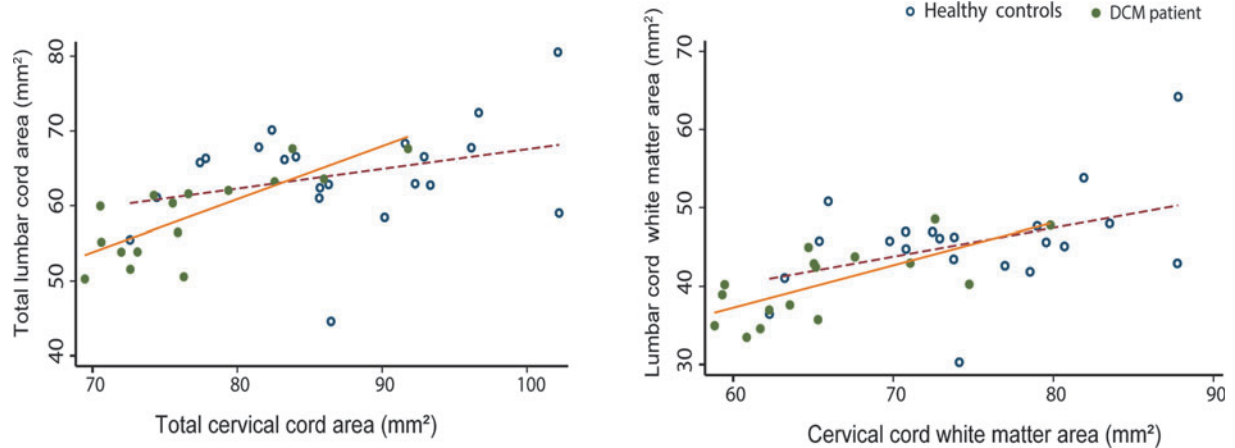 Healthy controls DCM patient
Total lumbar cord area (mm²)
80
70
60
50
40
70 80 90 100
Total cervical cord area (mm²)
Lumbar cord white matter area (mm²)
70
60
50
40
30
60 70 80 90
Cervical cord white matter area (mm²)